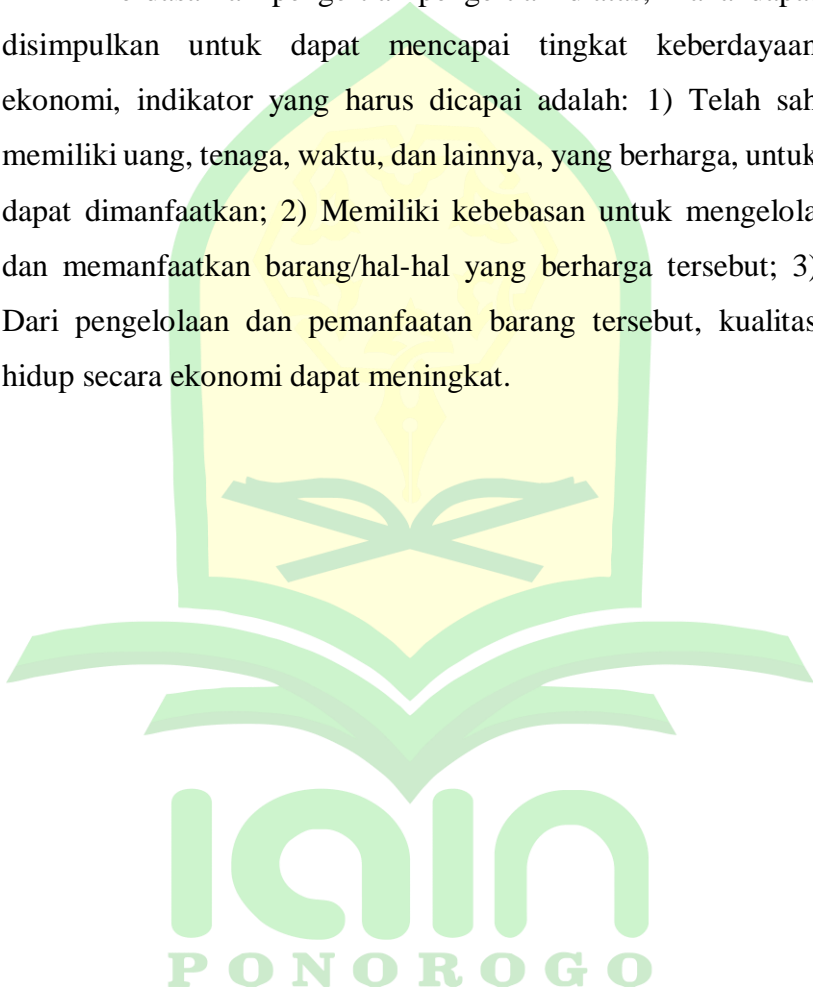 disimpulkan untuk dapat mencapai tingkat keberdayaan
ekonomi, indikator yang harus dicapai adalah: 1) Telah sah
memiliki uang, tenaga, waktu, dan lainnya, yang berharga, untuk
dapat dimanfaatkan; 2) Memiliki kebebasan untuk mengelola
dan memanfaatkan barang/hal-hal yang berharga tersebut; 3)
Dari pengelolaan dan pemanfaatan barang tersebut, kualitas
hidup secara ekonomi dapat meningkat.
iain
PONOROGO